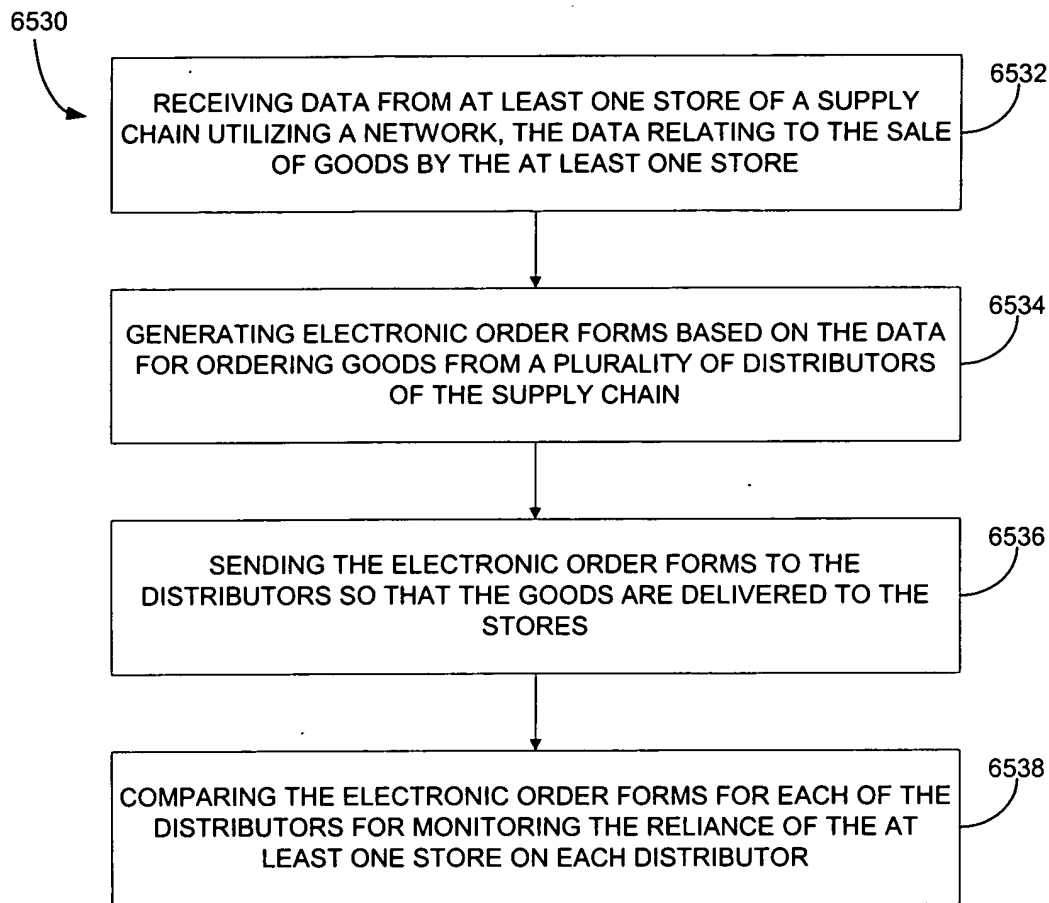 6530
6532
RECEIVING DATA FROM AT LEAST ONE STORE OF A SUPPLY
CHAIN UTILIZING A NETWORK, THE DATA RELATING TO THE SALE
OF GOODS BY THE AT LEAST ONE STORE
6534
GENERATING ELECTRONIC ORDER FORMS BASED ON THE DATA
FOR ORDERING GOODS FROM A PLURALITY OF DISTRIBUTORS
OF THE SUPPLY CHAIN
6536
SENDING THE ELECTRONIC ORDER FORMS TO THE
DISTRIBUTORS SO THAT THE GOODS ARE DELIVERED TO THE
STORES
6538
COMPARING THE ELECTRONIC ORDER FORMS FOR EACH OF THE
DISTRIBUTORS FOR MONITORING THE RELIANCE OF THE AT
LEAST ONE STORE ON EACH DISTRIBUTOR